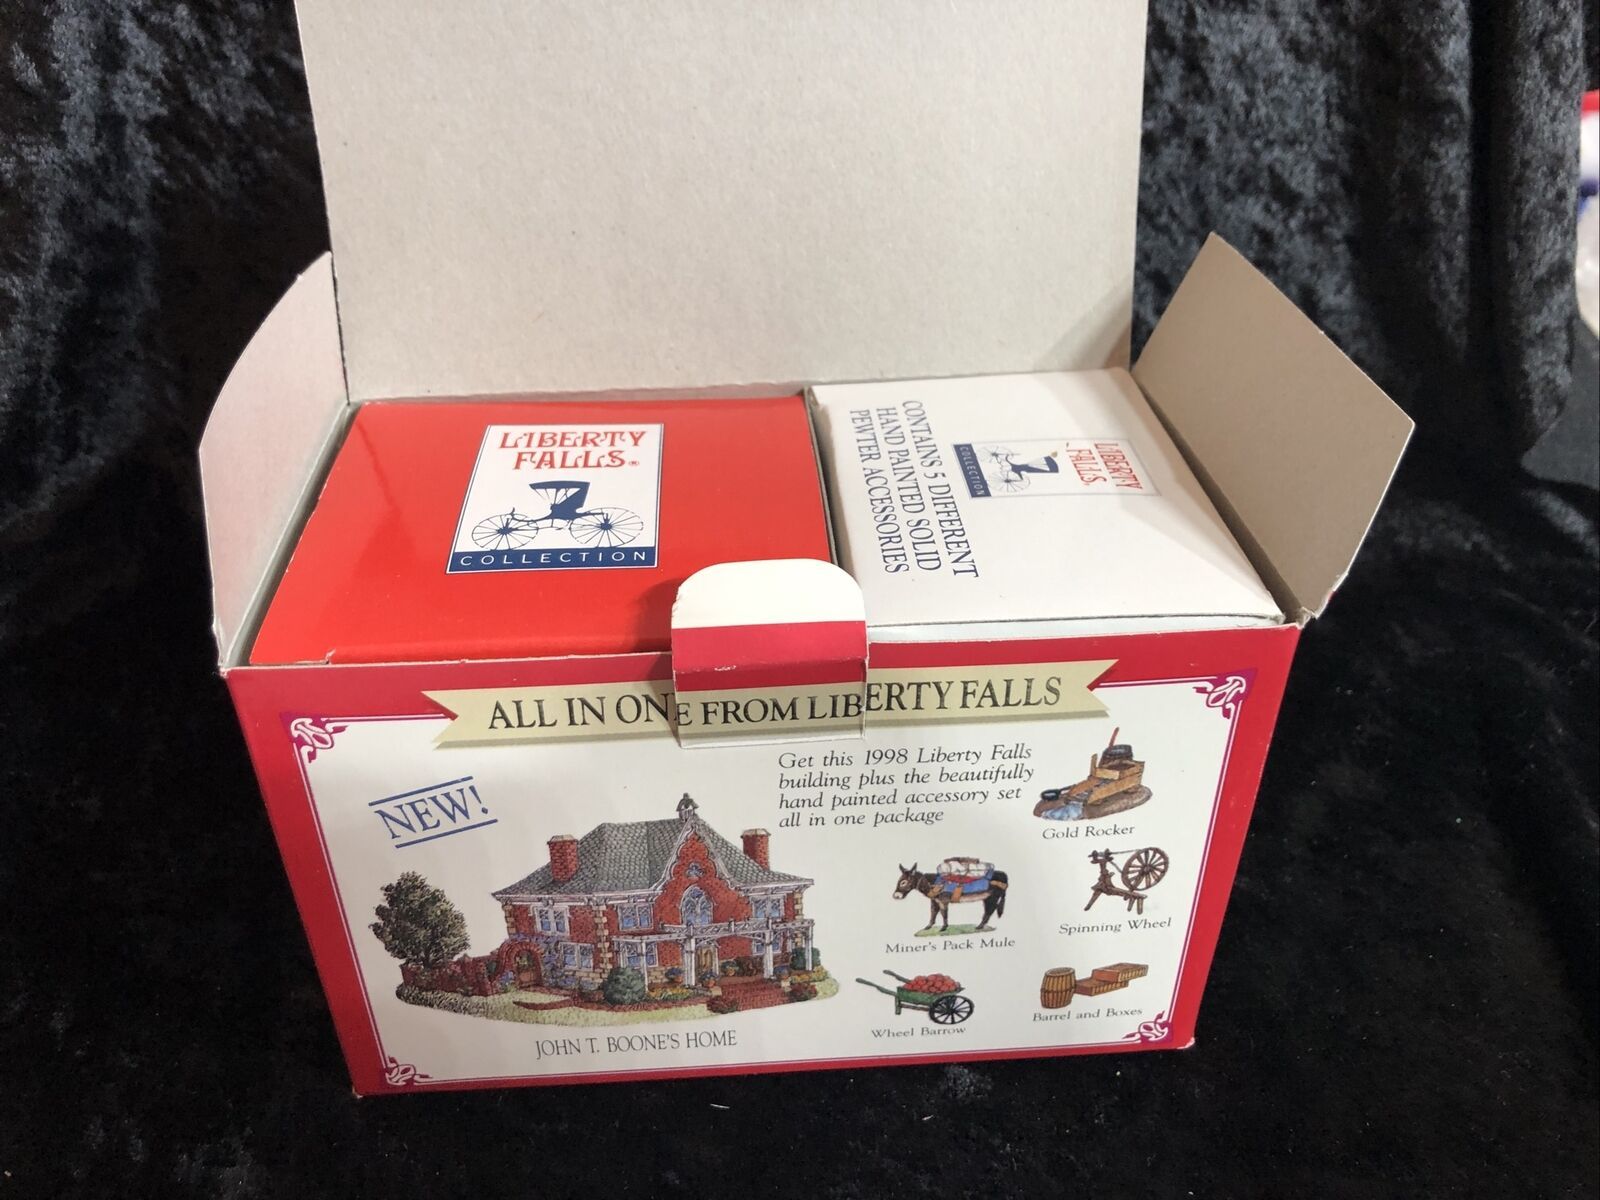 LIBERTY
FALLS®
COLLECTION
LIBERTY
FALLS®
COLLECTION
CONTAINS 5 DIFFERENT
HAND PAINTED SOLID
PEWTER ACCESSORIES
ALL IN ONE FROM LIBERTY FALLS
NEW!
Get this 1998 Liberty Falls
building plus the beautifully
hand painted accessory set
all in one package
Gold Rocker
Miner's Pack Mule
Spinning Wheel
Wheel Barrow
Barrel and Boxes
JOHN T. BOONE'S HOME